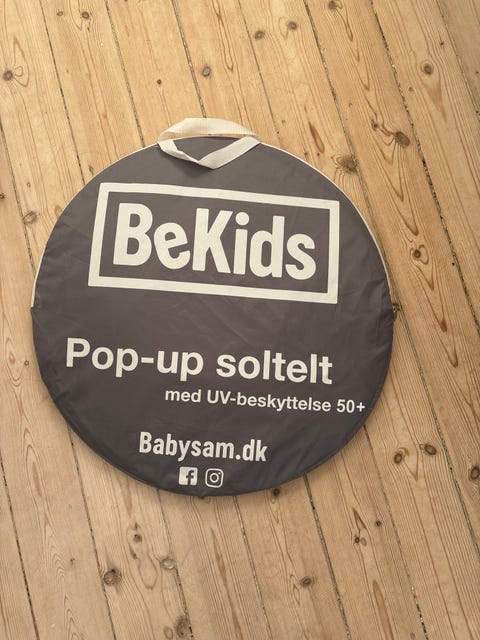 BeKids
Pop-up soltelt
med UV-beskyttelse 50+
Babysam.dk